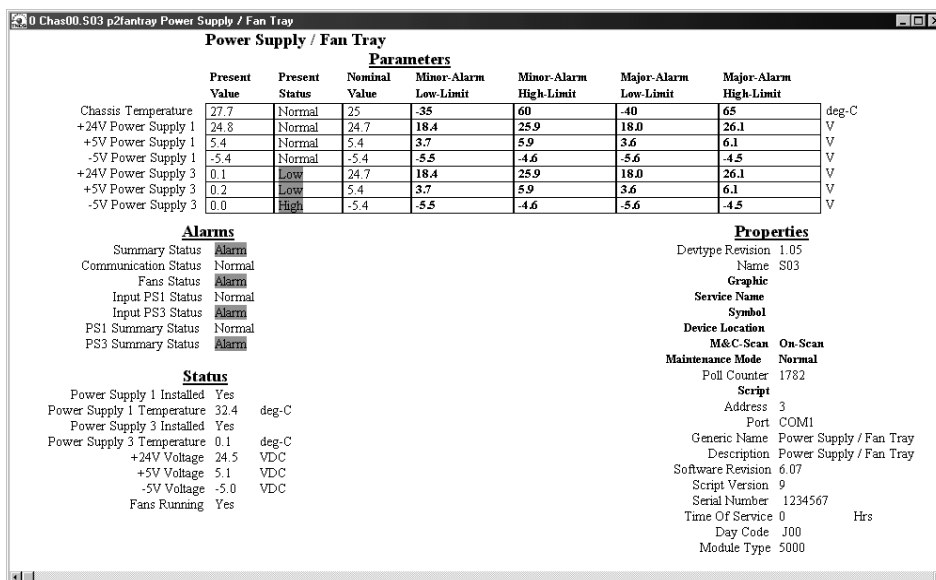 0 Chas00.S03 p2fantray Power Supply / Fan Tray
Power Supply / Fan Tray
Parameters
Present Present Nominal Minor-Alarm Minor-Alarm Major-Alarm Major-Alarm
Value Status Value Low-Limit High-Limit Low-Limit High-Limit
Chassis Temperature 27.7 Normal 25 -35 60 -40 65 deg-C
+24V Power Supply 1 24.8 Normal 24.7 18.4 25.9 18.0 26.1 V
+5V Power Supply 1 5.4 Normal 5.4 3.7 5.9 3.6 6.1 V
-5V Power Supply 1 -5.4 Normal -5.4 -5.5 -4.6 -5.6 -4.5 V
+24V Power Supply 3 0.1 Low 24.7 18.4 25.9 18.0 26.1 V
+5V Power Supply 3 0.2 Low 5.4 3.7 5.9 3.6 6.1 V
-5V Power Supply 3 0.0 High -5.4 -5.5 -4.6 -5.6 -4.5 V
Alarms
Summary Status Alarm
Communication Status Normal
Fans Status Alarm
Input PS1 Status Normal
Input PS3 Status Alarm
PS1 Summary Status Normal
PS3 Summary Status Alarm
Status
Power Supply 1 Installed Yes
Power Supply 1 Temperature 32.4 deg-C
Power Supply 3 Installed Yes
Power Supply 3 Temperature 0.1 deg-C
+24V Voltage 24.5 VDC
+5V Voltage 5.1 VDC
-5V Voltage -5.0 VDC
Fans Running Yes
Properties
Devtype Revision 1.05
Name S03
Graphic
Service Name
Symbol
Device Location
M&C-Scan On-Scan
Maintenance Mode Normal
Poll Counter 1782
Script
Address 3
Port COM1
Generic Name Power Supply / Fan Tray
Description Power Supply / Fan Tray
Software Revision 6.07
Script Version 9
Serial Number 1234567
Time Of Service 0 Hrs
Day Code J00
Module Type 5000